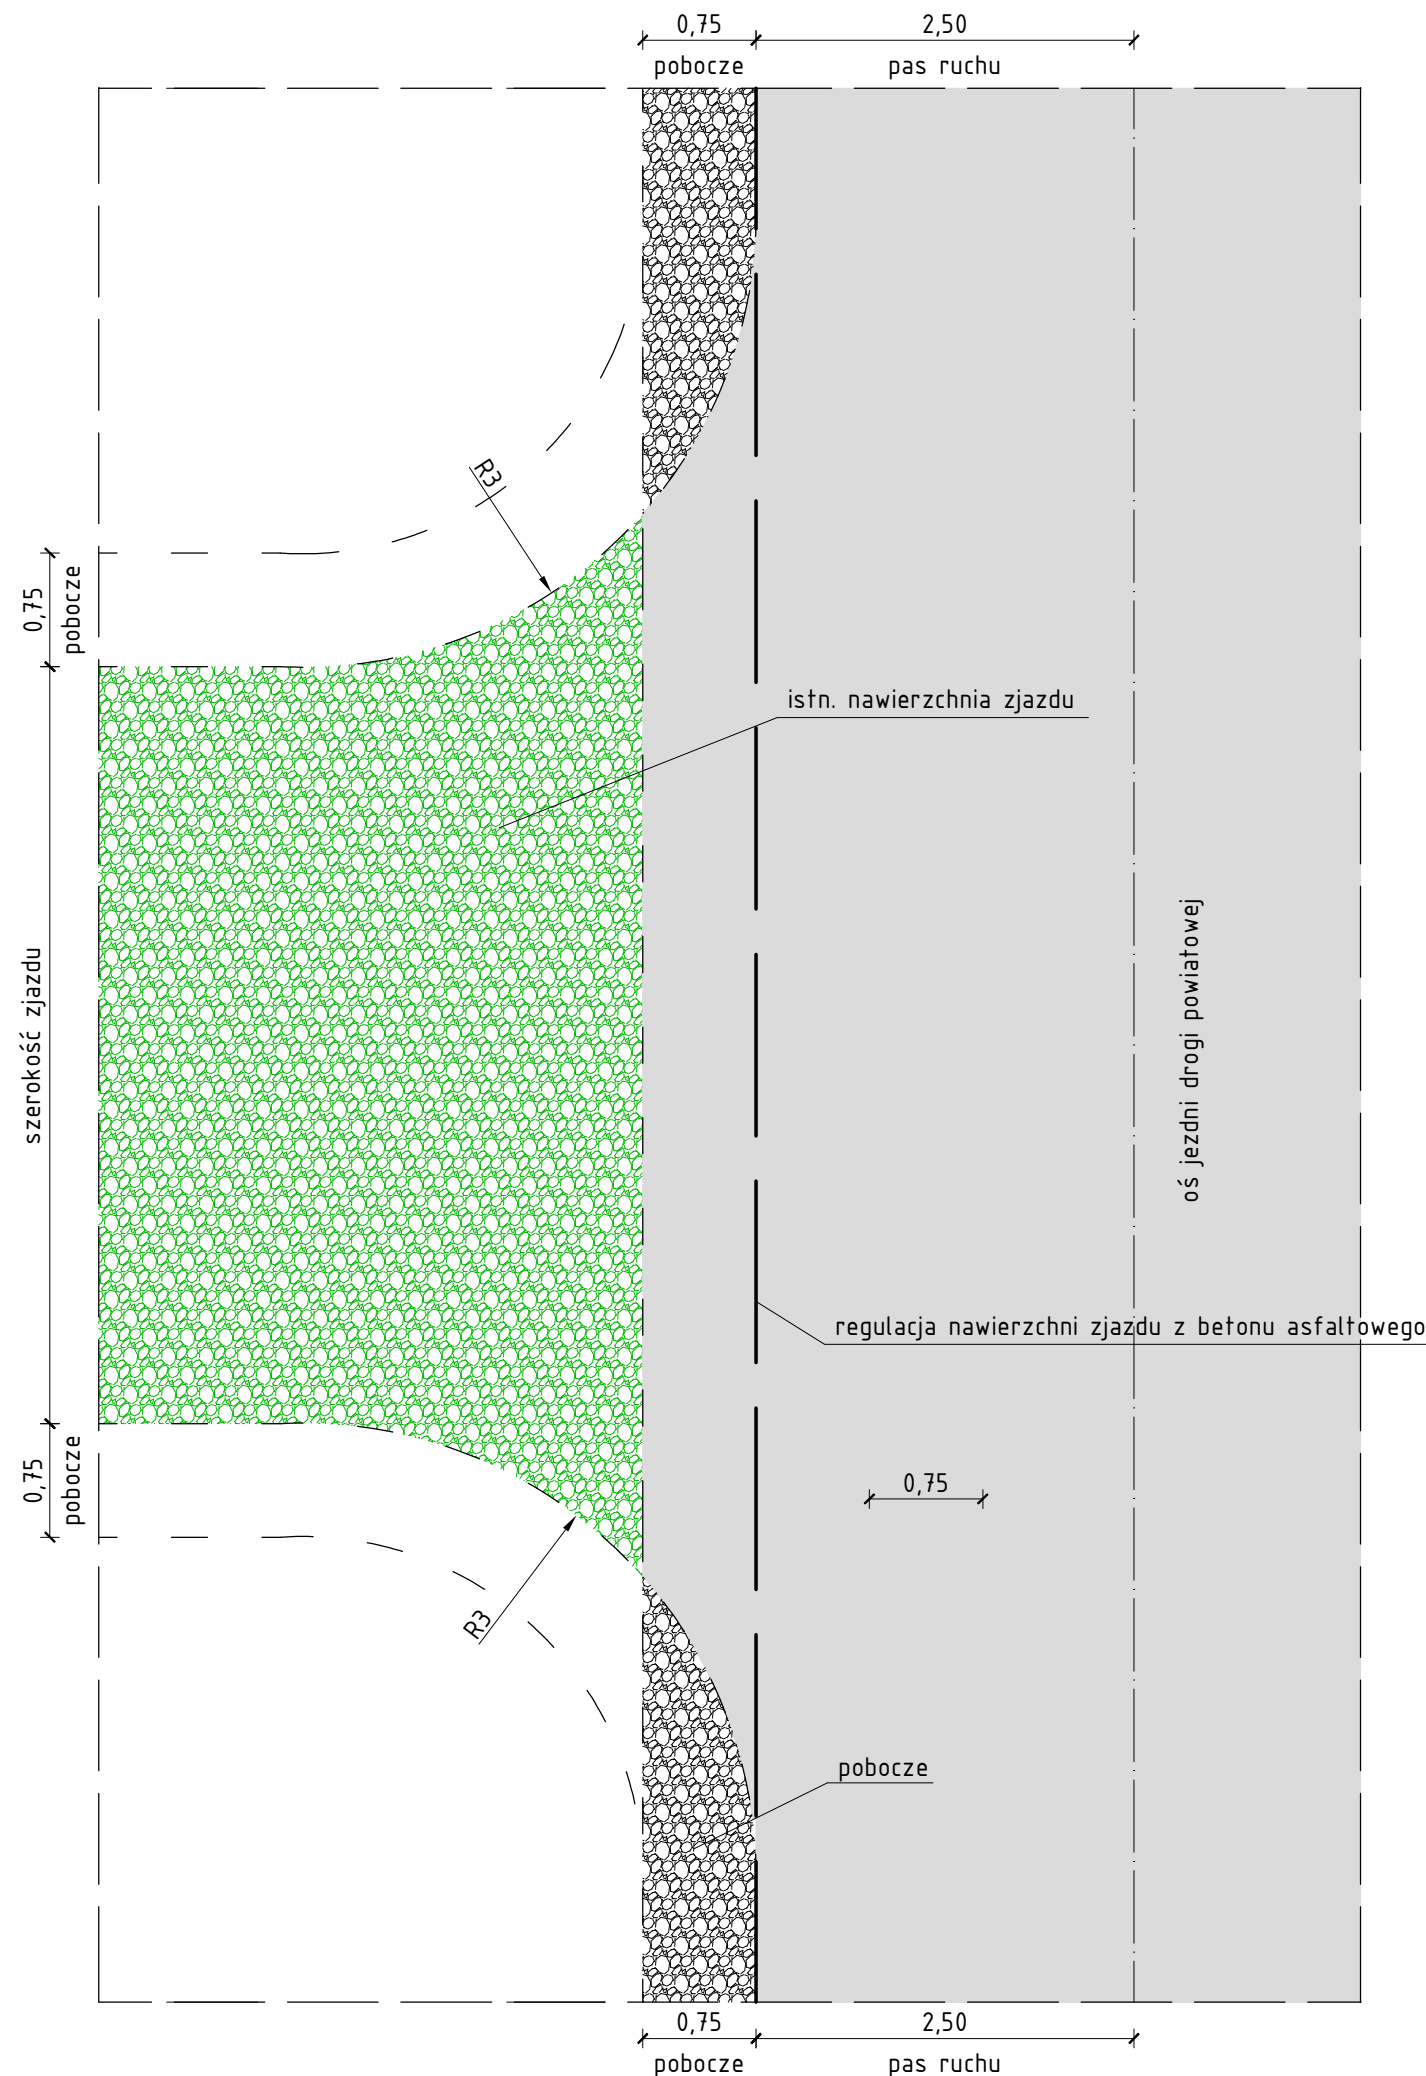 0,75 2,50
pobocze pas ruchu
R3
0,75
pobocze
istn. nawierzchnia zjazdu
szerokość zjazdu
oś jezdni drogi powiatowej
regulacja nawierzchni zjazdu z betonu asfaltowego
0,75
pobocze
0,75
R3
pobocze
0,75 2,50
pobocze pas ruchu